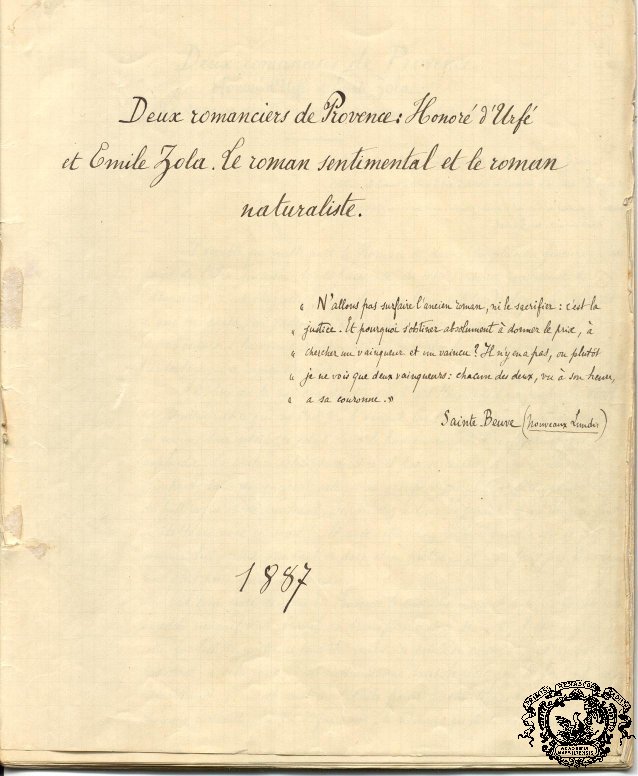 Deux romanciers de Provence : Honoré d'Urfé
et Emile Zola. Le roman sentimental et le roman
naturaliste.
« N'allons pas surfaire l'ancien roman, ni le sacrifier : c'est la
« justice. Et pourquoi s'obstiner absolument à donner le prix, à
« chercher un vainqueur et un vaincu ? Il n'y en a pas, ou plutôt
« je ne vois que deux vainqueurs : chacun des deux, vu à son heure,
« a sa couronne. »
Sainte-Beuve (Nouveaux Lundis)
1887
ACADEMIA
MASSILIENSIS